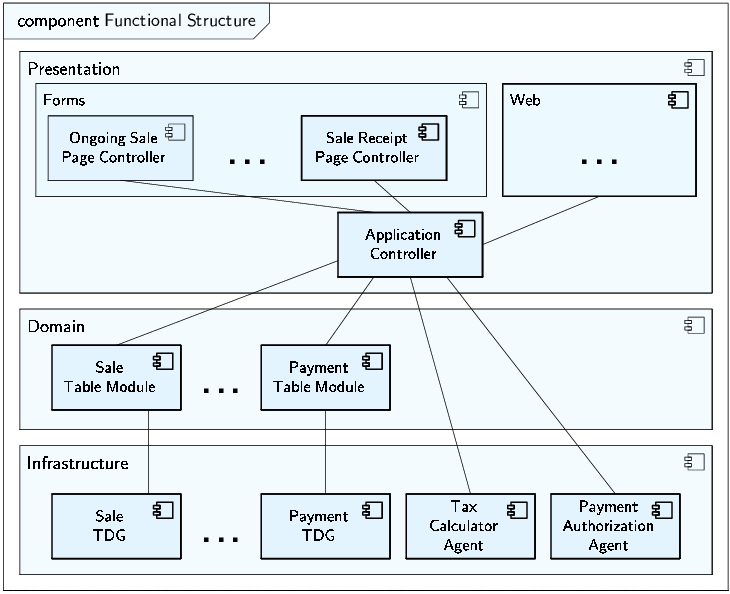 component Functional Structure
Presentation
Forms
Web
Ongoing Sale
Page Controller
...
Sale Receipt
Page Controller
...
Application
Controller
Domain
Sale
Table Module
...
Payment
Table Module
Infrastructure
Sale
TDG
...
Payment
TDG
Tax
Calculator
Agent
Payment
Authorization
Agent